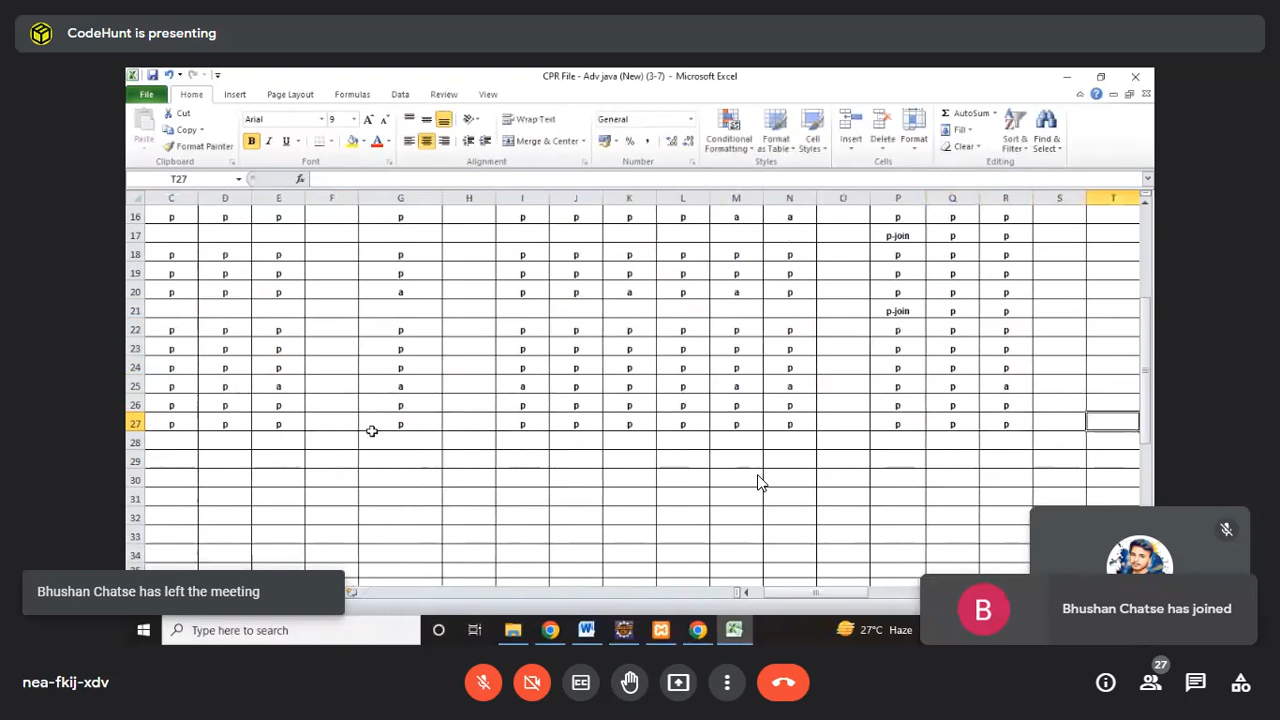 CodeHunt is presenting
CPR File - Adv java (New) (3-7) - Microsoft Excel
File Home Insert Page Layout Formulas Data Review View
Paste Cut Copy Format Painter Clipboard
Arial 9 A A B I U A Font
Wrap Text Merge & Center Alignment
General % , Number
Conditional Formatting Format as Table Cell Styles Styles
Insert Delete Format Cells
Σ AutoSum Fill Clear Sort & Filter Find & Select Editing
T27 fx
C D E F G H I J K L M N O P Q R S T
16 p p p p p p p p a a p p p
17 p-join p p
18 p p p p p p p p p p p p p
19 p p p p p p p p p p p p p
20 p p p a p p a p a p p p p
21 p-join p p
22 p p p p p p p p p p p p p
23 p p p p p p p p p p p p p
24 p p p p p p p p p p p p p
25 p p a a a p p p a a p p a
26 p p p p p p p p p p p p p
27 p p p p p p p p p p p p p
28
29
30
31
32
33
34
Bhushan Chatse has left the meeting
B Bhushan Chatse has joined
Type here to search
27°C Haze
nea-fkij-xdv
27